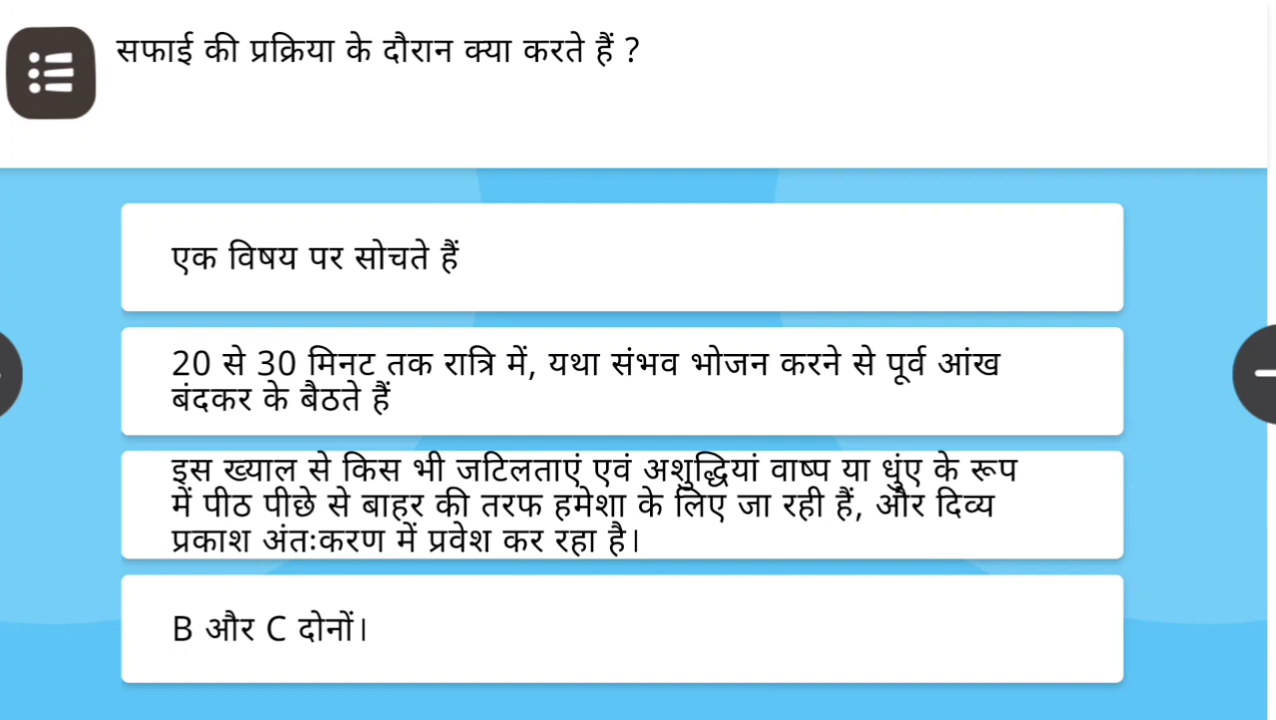 सफाई की प्रक्रिया के दौरान क्या करते हैं ?
एक विषय पर सोचते हैं
20 से 30 मिनट तक रात्रि में, यथा संभव भोजन करने से पूर्व आंख
बंदकर के बैठते हैं
इस ख्याल से किस भी जटिलताएं एवं अशुद्धियां वाष्प या धुंए के रूप
में पीठ पीछे से बाहर की तरफ हमेशा के लिए जा रही हैं, और दिव्य
प्रकाश अंतःकरण में प्रवेश कर रहा है।
B और C दोनों।